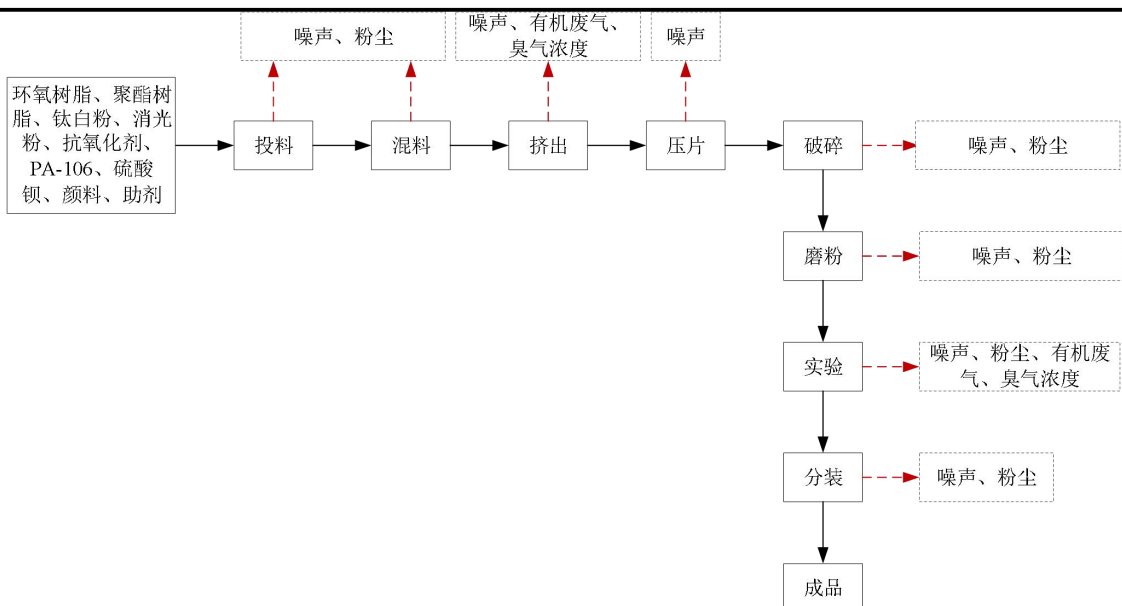 噪声、粉尘
噪声、有机废气、
臭气浓度
噪声
环氧树脂、聚酯树
脂、钛白粉、消光
粉、抗氧化剂、
PA-106、硫酸
钡、颜料、助剂
投料
混料
挤出
压片
破碎
噪声、粉尘
磨粉
噪声、粉尘
实验
噪声、粉尘、有机废
气、臭气浓度
分装
噪声、粉尘
成品